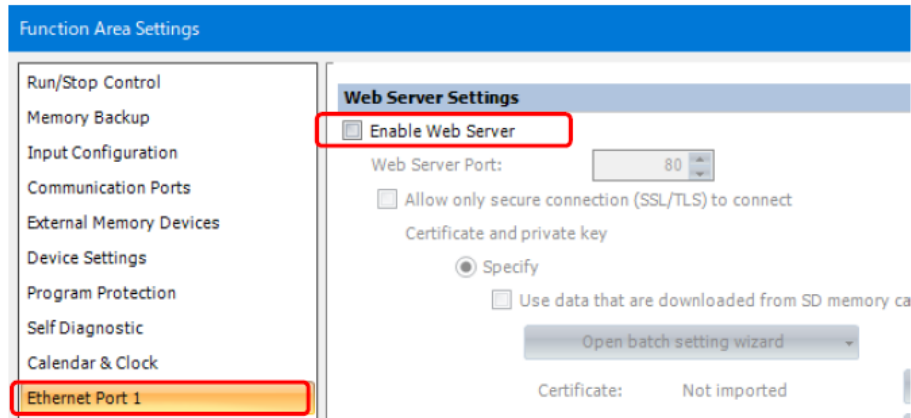 Function Area Settings
Run/Stop Control
Memory Backup
Input Configuration
Communication Ports
External Memory Devices
Device Settings
Program Protection
Self Diagnostic
Calendar & Clock
Ethernet Port 1
Web Server Settings
Enable Web Server
Web Server Port: 80
Allow only secure connection (SSL/TLS) to connect
Certificate and private key
Specify
Use data that are downloaded from SD memory ca
Open batch setting wizard
Certificate: Not imported